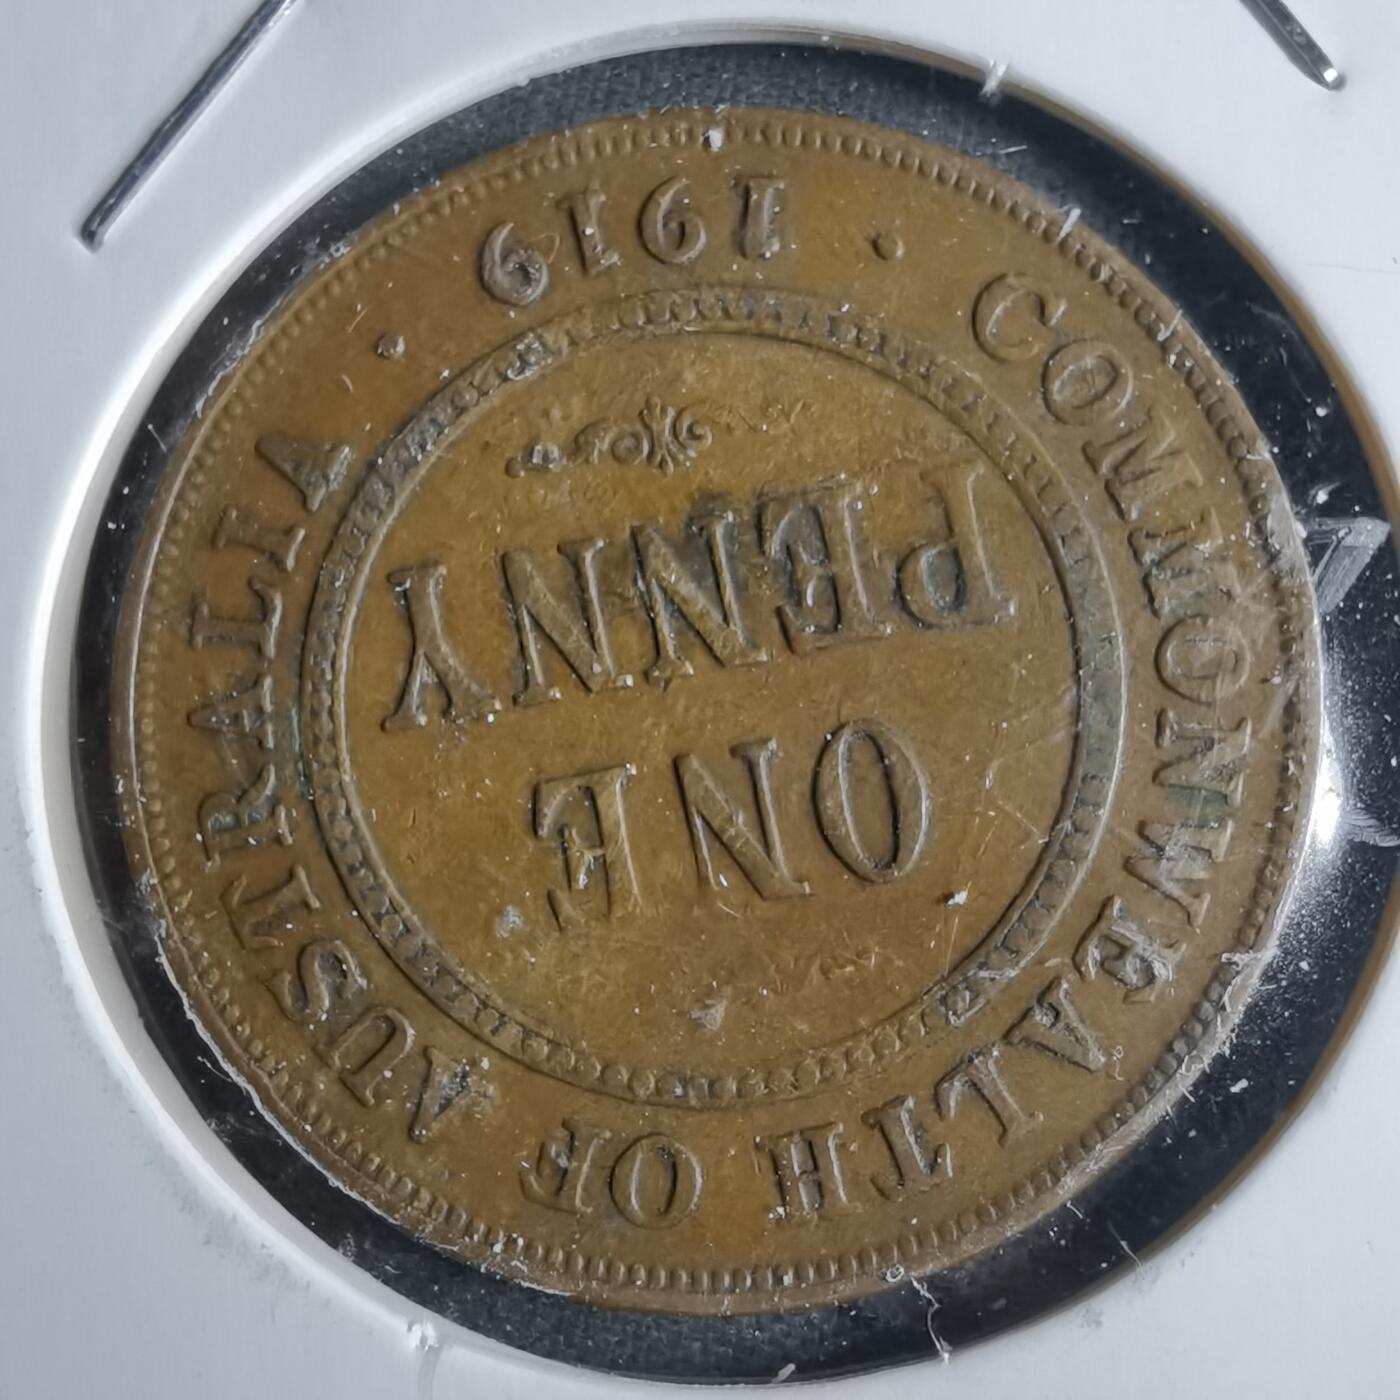 COMMONWEALTH OF AUSTRALIA
ONE
PENNY
· 1919 ·